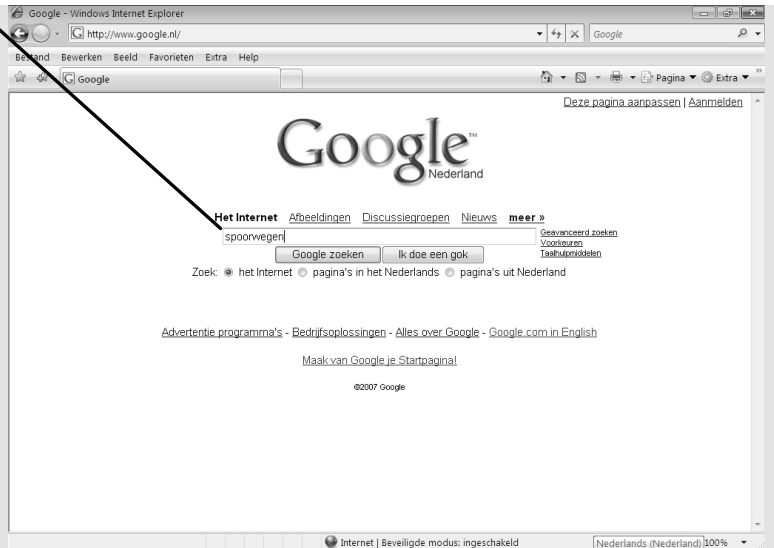 Google - Windows Internet Explorer
http://www.google.nl/
Google
Bestand Bewerken Beeld Favorieten Extra Help
Google
Pagina Extra
Deze pagina aanpassen | Aanmelden
Google™
Nederland
Het Internet Afbeeldingen Discussiegroepen Nieuws meer »
spoorwegen
Geavanceerd zoeken
Voorkeuren
Taalhulpmiddelen
Google zoeken Ik doe een gok
Zoek: het Internet pagina's in het Nederlands pagina's uit Nederland
Advertentie programma's - Bedrijfsoplossingen - Alles over Google - Google.com in English
Maak van Google je Startpagina!
©2007 Google
Internet | Beveiligde modus: ingeschakeld
Nederlands (Nederland) 100%